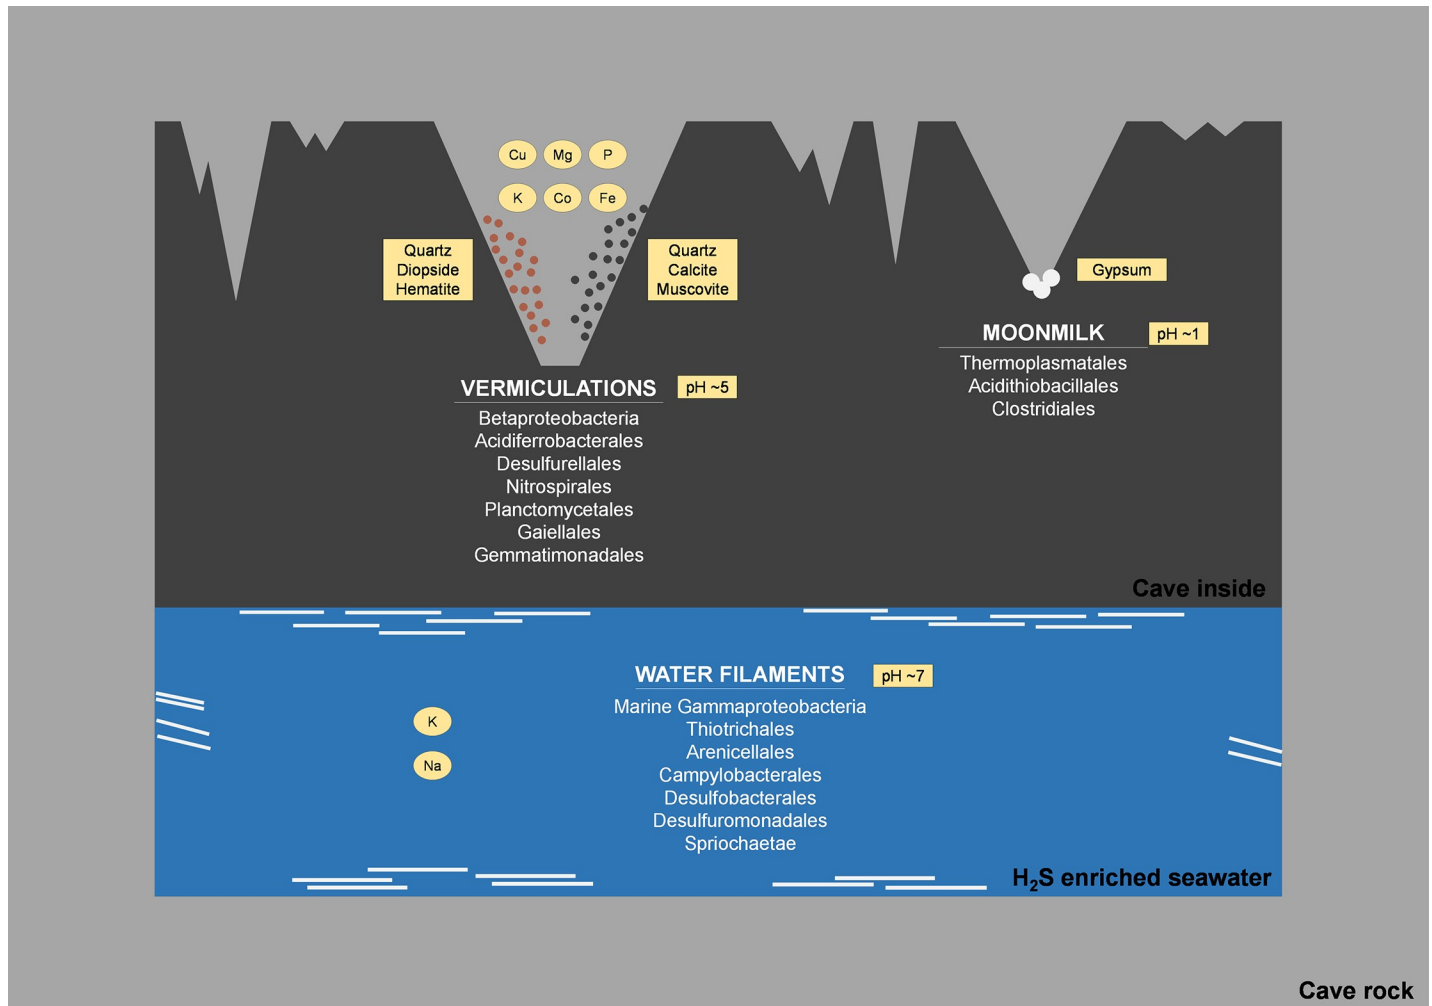 Cu Mg P
K Co Fe
Quartz
Diopside
Hematite
Quartz
Calcite
Muscovite
Gypsum
MOONMILK pH ~1
Thermoplasmatales
Acidithiobacillales
Clostridiales
VERMICULATIONS pH ~5
Betaproteobacteria
Acidiferrobacterales
Desulfurellales
Nitrospirales
Planctomycetales
Gaiellales
Gemmatimonadales
Cave inside
WATER FILAMENTS pH ~7
Marine Gammaproteobacteria
Thiotrichales
Arenicellales
Campylobacterales
Desulfobacterales
Desulfuromonadales
Spriochaetae
K
Na
H₂S enriched seawater
Cave rock